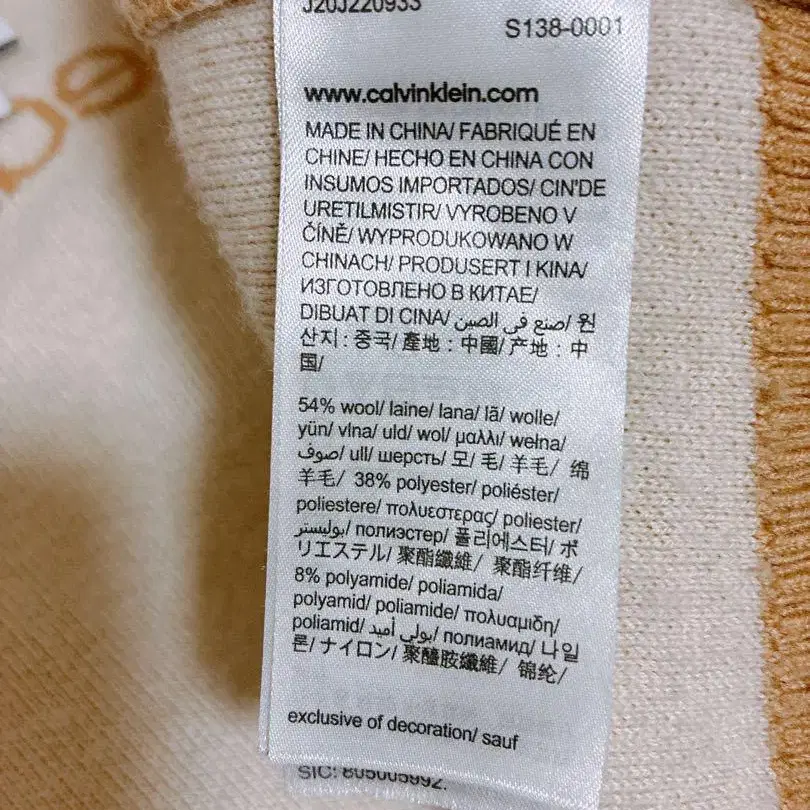 J20J220933
S138-0001
www.calvinklein.com
MADE IN CHINA/ FABRIQUÉ EN
CHINE/ HECHO EN CHINA CON
INSUMOS IMPORTADOS/ CIN'DE
URETILMISTIR/ VYROBENO V
ČÍNĚ/ WYPRODUKOWANO W
CHINACH/ PRODUSERT I KINA/
ИЗГОТОВЛЕНО В КИТАЕ/
DIBUAT DI CINA/ صنع في الصين/ 원
산지 : 중국/ 產地 : 中國/ 产地 : 中
国/
54% wool/ laine/ lana/ lã/ wolle/
yün/ vlna/ uld/ wol/ μαλλι/ wełna/
صوف/ ull/ шерсть/ 모/ 毛/ 羊毛/ 绵
羊毛/ 38% polyester/ poliéster/
poliestere/ πολυεστερας/ poliester/
بوليستر/ полиэстер/ 폴리에스터/ ポ
リエステル/ 聚酯纖維/ 聚酯纤维/
8% polyamide/ poliamida/
polyamid/ poliamide/ πολυαμιδη/
poliamid/ بولي أميد/ полиамид/ 나일
론/ ナイロン/ 聚醯胺纖維/ 锦纶/
exclusive of decoration/ sauf
SIC: 805005992.